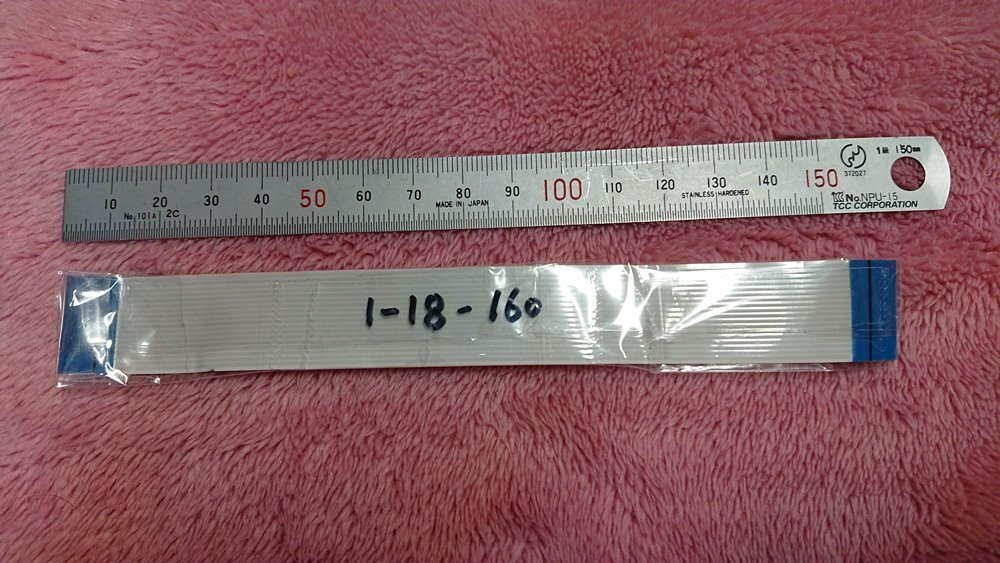 1級 150mm
372027
10 20 30 40 50 60 70 80 90 100 110 120 130 140 150
No.101A 2C
MADE IN JAPAN
STAINLESS HARDENED
TCC No.NPU-15
TCC CORPORATION
1-18-160